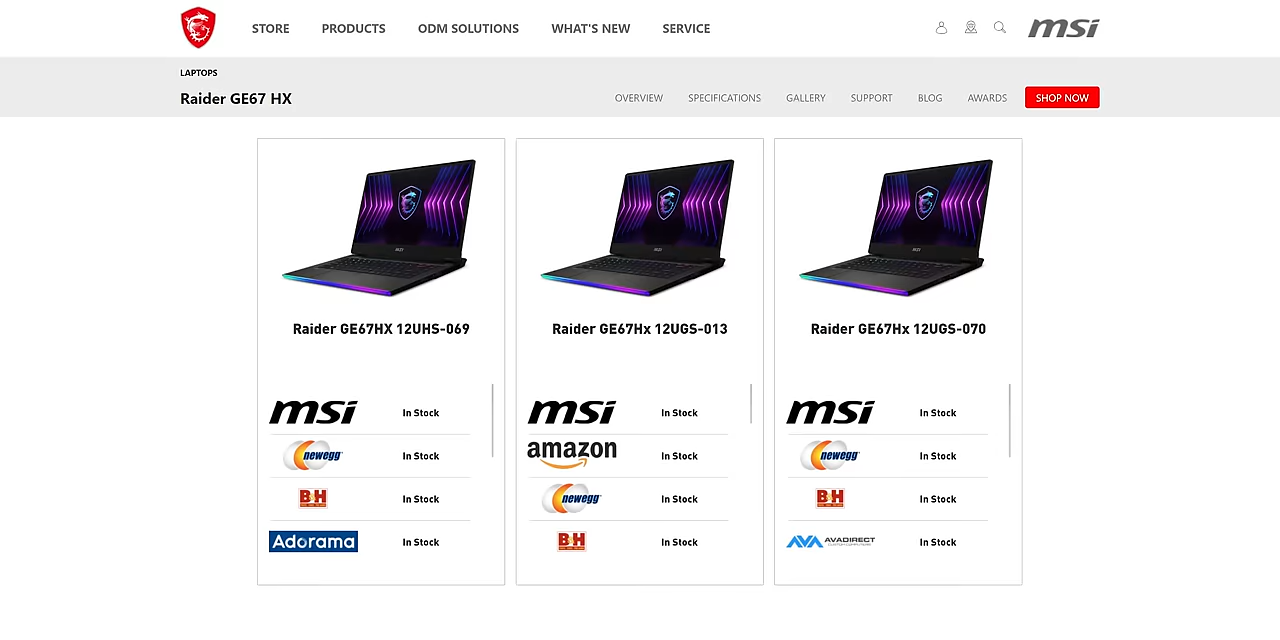 STORE PRODUCTS ODM SOLUTIONS WHAT'S NEW SERVICE msi
LAPTOPS
Raider GE67 HX OVERVIEW SPECIFICATIONS GALLERY SUPPORT BLOG AWARDS SHOP NOW
Raider GE67HX 12UHS-069
msi In Stock
newegg In Stock
B&H In Stock
Adorama In Stock
Raider GE67Hx 12UGS-013
msi In Stock
amazon In Stock
newegg In Stock
B&H In Stock
Raider GE67Hx 12UGS-070
msi In Stock
newegg In Stock
B&H In Stock
AVA AVADIRECT In Stock
CUSTOM COMPUTERS